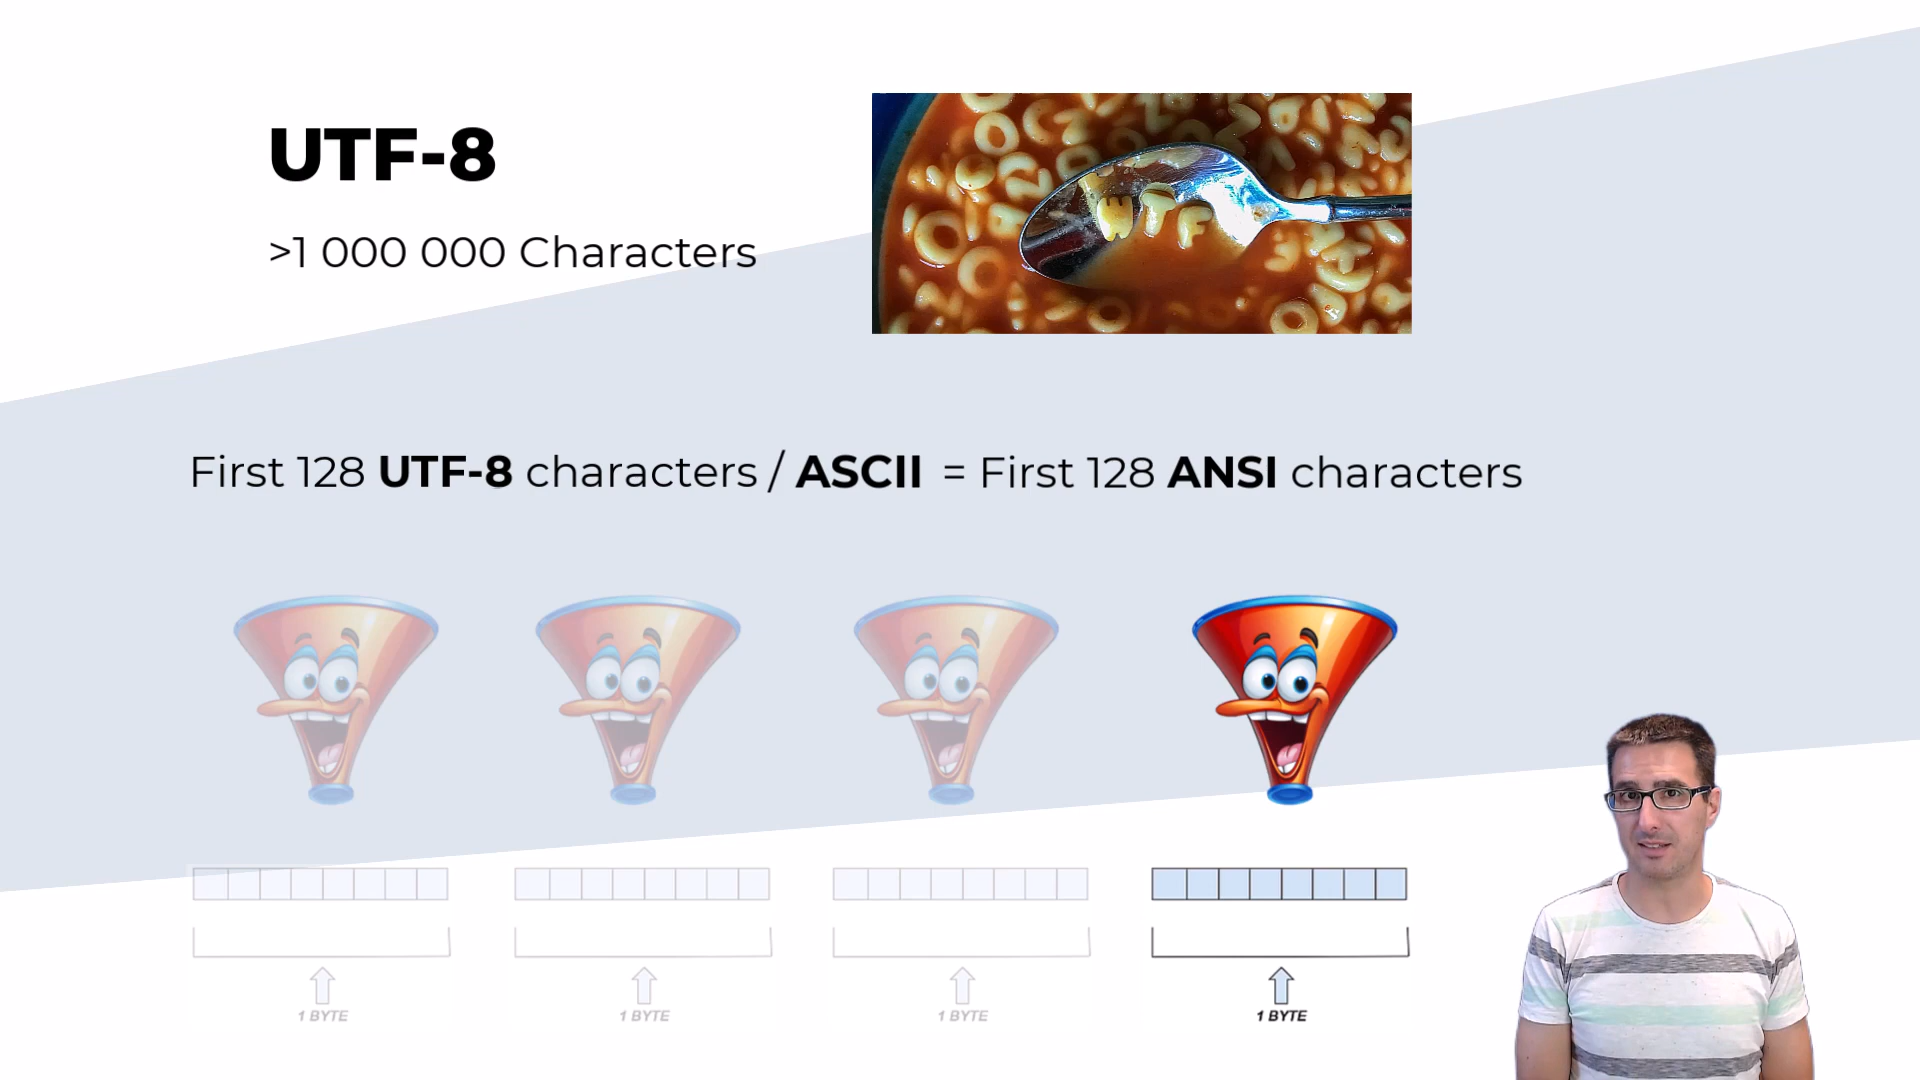 UTF-8
>1 000 000 Characters
WTF
First 128 UTF-8 characters / ASCII = First 128 ANSI characters
1 BYTE
1 BYTE
1 BYTE
1 BYTE